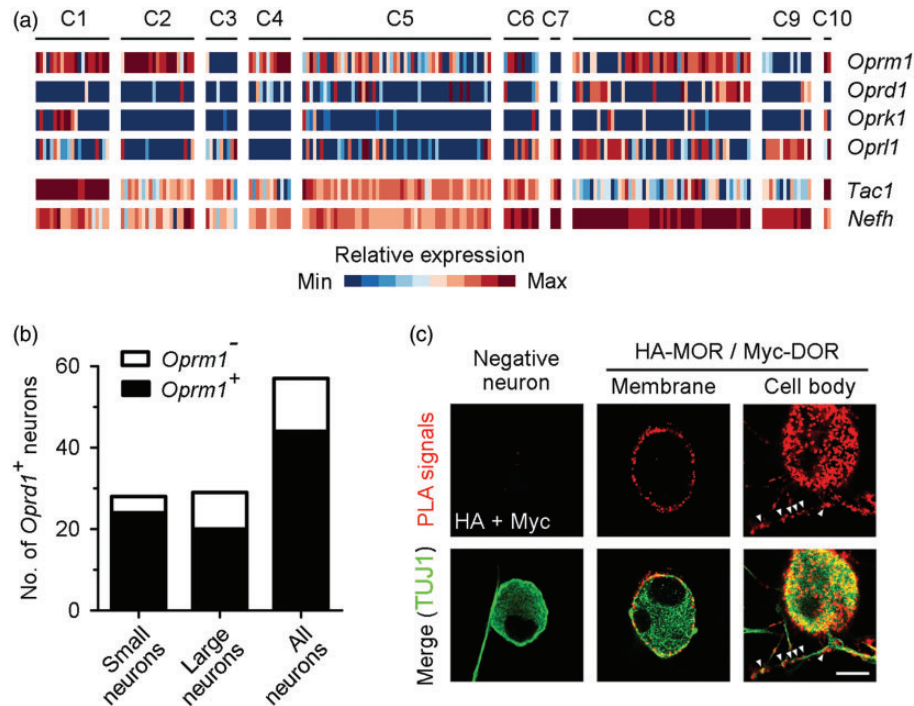 (a)
C1 C2 C3 C4 C5 C6 C7 C8 C9 C10
Oprm1
Oprd1
Oprk1
Oprl1
Tac1
Nefh
Relative expression
Min Max
(b)
No. of Oprd1+ neurons
60
40
20
0
Oprm1-
Oprm1+
Small neurons
Large neurons
All neurons
(c)
Negative neuron
HA-MOR / Myc-DOR
Membrane Cell body
PLA signals
HA + Myc
Merge (TUJ1)